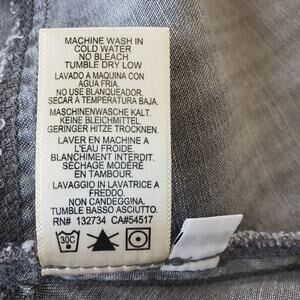 MACHINE WASH IN
COLD WATER
NO BLEACH
TUMBLE DRY LOW
LAVADO A MAQUINA CON
AGUA FRIA.
NO USE BLANQUEADOR.
SECAR A TEMPERATURA BAJA.
MASCHINENWASCHE KALT.
KEINE BLEICHMITTEL.
GERINGER HITZE TROCKNEN.
LAVER EN MACHINE A
L'EAU FROIDE.
BLANCHIMENT INTERDIT.
SÉCHAGE MODÉRÉ
EN TAMBOUR.
LAVAGGIO IN LAVATRICE A
FREDDO.
NON CANDEGGINA.
TUMBLE BASSO ASCIUTTO.
RN# 132734 CA#54517
30C